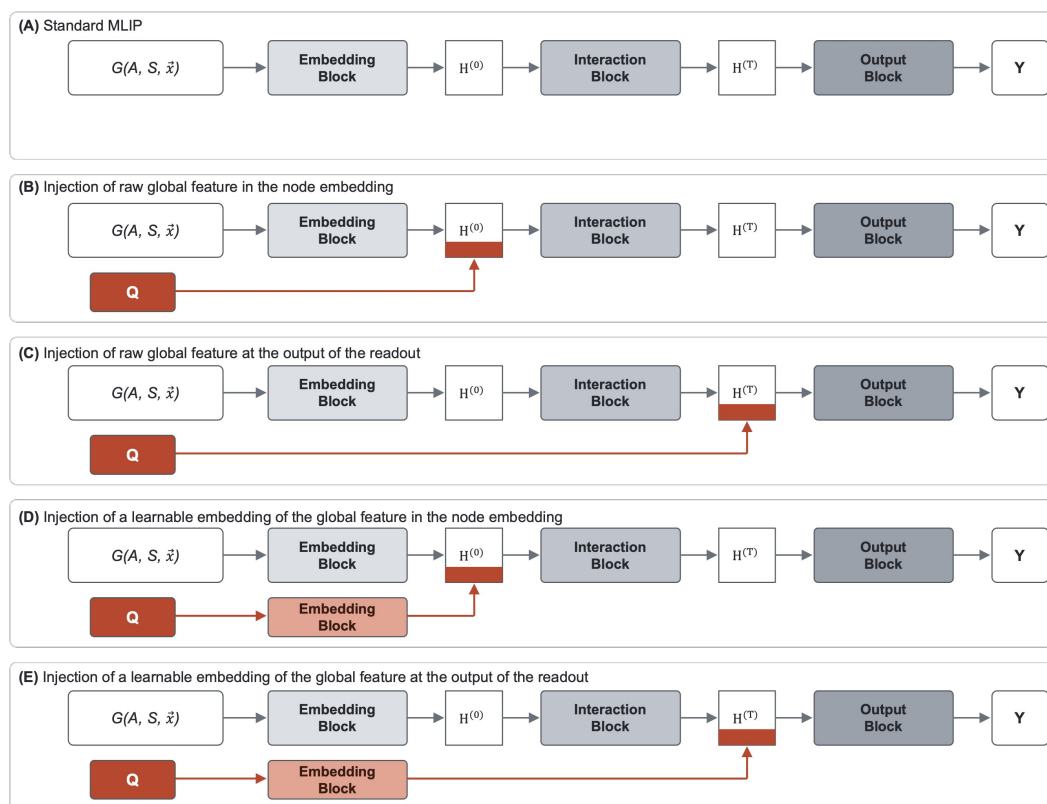 (A) Standard MLIP
G(A, S, x⃗)
Embedding
Block
H⁽⁰⁾
Interaction
Block
H⁽ᵀ⁾
Output
Block
Y
(B) Injection of raw global feature in the node embedding
G(A, S, x⃗)
Embedding
Block
H⁽⁰⁾
Interaction
Block
H⁽ᵀ⁾
Output
Block
Y
Q
(C) Injection of raw global feature at the output of the readout
G(A, S, x⃗)
Embedding
Block
H⁽⁰⁾
Interaction
Block
H⁽ᵀ⁾
Output
Block
Y
Q
(D) Injection of a learnable embedding of the global feature in the node embedding
G(A, S, x⃗)
Embedding
Block
H⁽⁰⁾
Interaction
Block
H⁽ᵀ⁾
Output
Block
Y
Q
Embedding
Block
(E) Injection of a learnable embedding of the global feature at the output of the readout
G(A, S, x⃗)
Embedding
Block
H⁽⁰⁾
Interaction
Block
H⁽ᵀ⁾
Output
Block
Y
Q
Embedding
Block